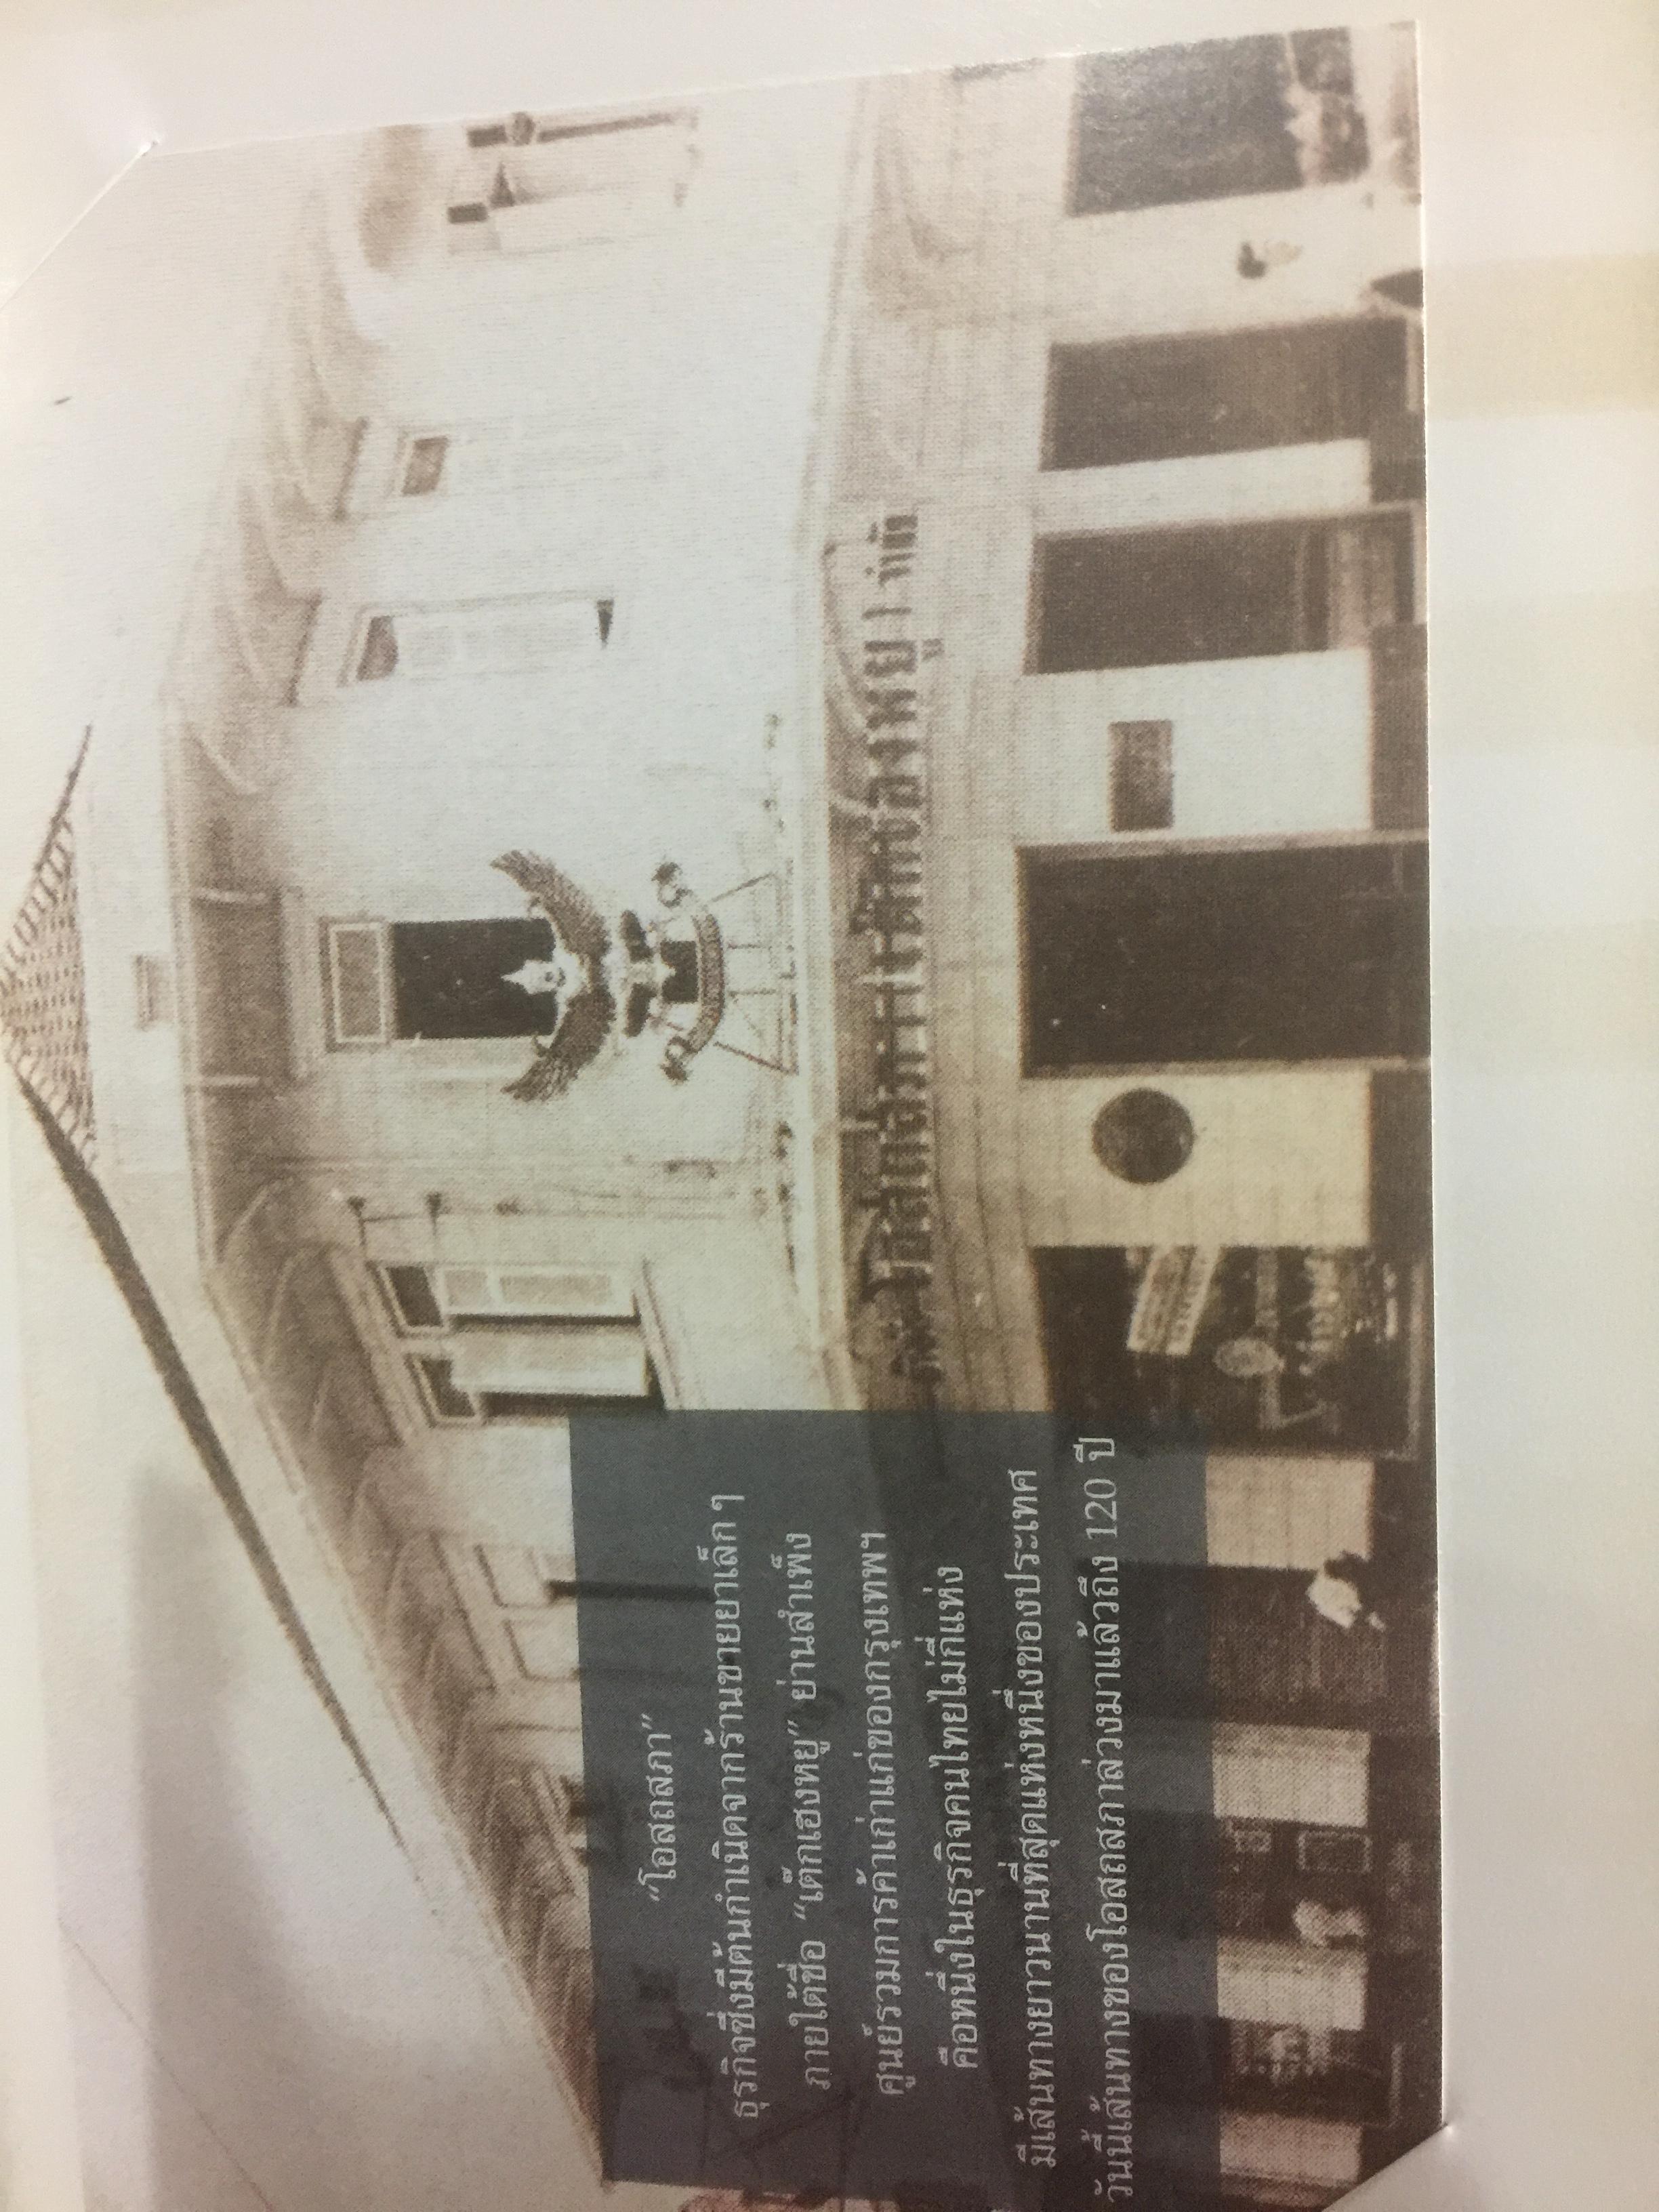 ห้าง โอสถสภา (เต็กเฮงหยู) จำกัด
“โอสถสภา”
ธุรกิจซึ่งมีต้นกำเนิดจากร้านขายยาเล็ก ๆ
ภายใต้ชื่อ “เต๊กเฮงหยู” ย่านสำเพ็ง
ศูนย์รวมการค้าเก่าแก่ของกรุงเทพฯ
คือหนึ่งในธุรกิจคนไทยไม่กี่แห่ง
มีเส้นทางยาวนานที่สุดแห่งหนึ่งของประเทศ
วันนี้เส้นทางของโอสถสภาล่วงมาแล้วถึง 120 ปี